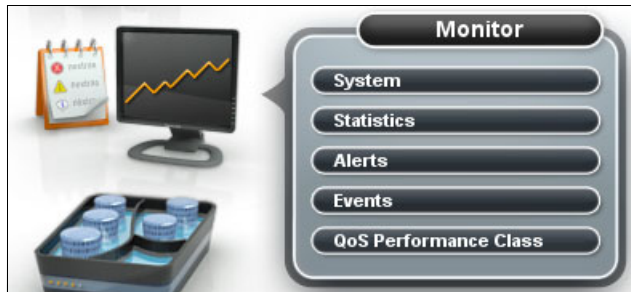 Monitor
System
Statistics
Alerts
Events
QoS Performance Class